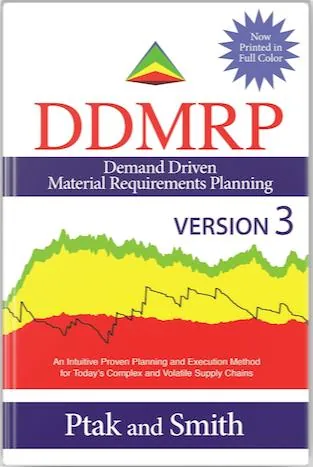 Now
Printed in
Full Color
DDMRP
Demand Driven
Material Requirements Planning
VERSION 3
An Intuitive Proven Planning and Execution Method
for Today's Complex and Volatile Supply Chains
Ptak and Smith